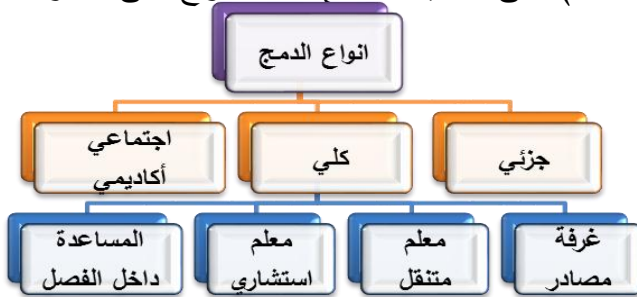 انواع الدمج
جزئي
كلي
اجتماعي
أكاديمي
غرفة
مصادر
معلم
متنقل
معلم
استشاري
المساعدة
داخل الفصل